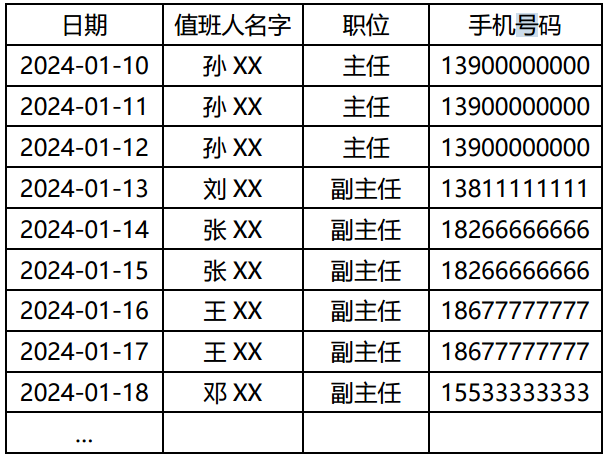 日期 值班人名字 职位 手机号码
2024-01-10 孙 XX 主任 13900000000
2024-01-11 孙 XX 主任 13900000000
2024-01-12 孙 XX 主任 13900000000
2024-01-13 刘 XX 副主任 13811111111
2024-01-14 张 XX 副主任 18266666666
2024-01-15 张 XX 副主任 18266666666
2024-01-16 王 XX 副主任 18677777777
2024-01-17 王 XX 副主任 18677777777
2024-01-18 邓 XX 副主任 15533333333
...